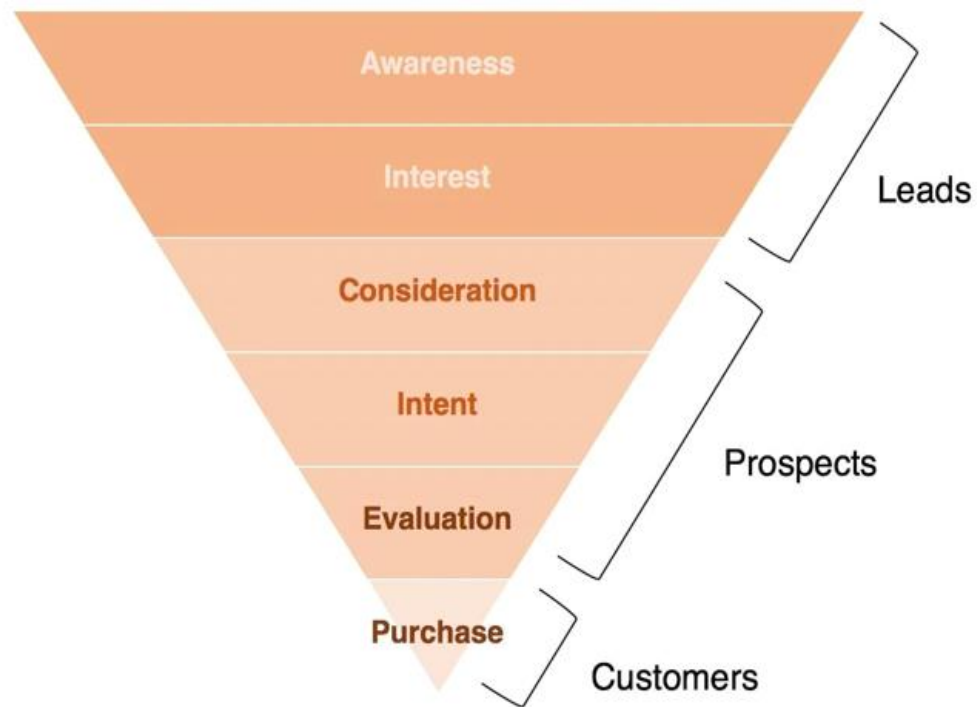 Awareness
Interest
Leads
Consideration
Intent
Prospects
Evaluation
Purchase
Customers